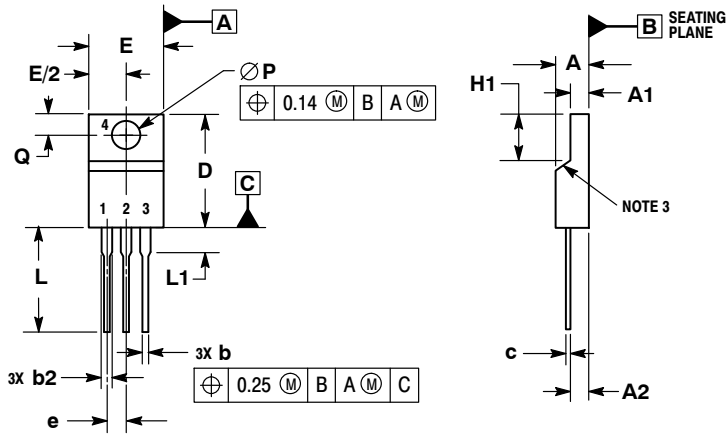 A
E
E/2
⌀P
⌖ 0.14 Ⓜ B A Ⓜ
4
Q
D
C
1 2 3
L
L1
3X b
3X b2
⌖ 0.25 Ⓜ B A Ⓜ C
e
B SEATING
PLANE
A
H1
A1
NOTE 3
c
A2